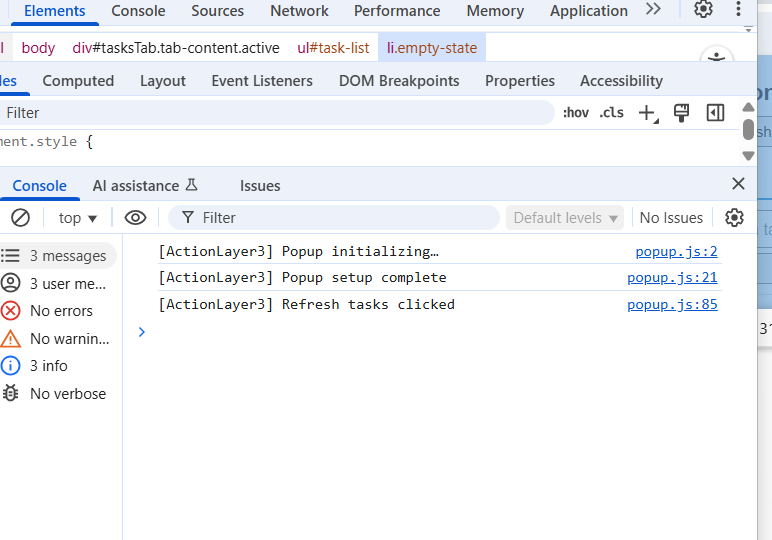 Elements Console Sources Network Performance Memory Application
body div#tasksTab.tab-content.active ul#task-list li.empty-state
Computed Layout Event Listeners DOM Breakpoints Properties Accessibility
Filter :hov .cls
ment.style {
Console AI assistance Issues
top Filter Default levels No Issues
3 messages
3 user me...
No errors
No warnin...
3 info
No verbose
[ActionLayer3] Popup initializing… popup.js:2
[ActionLayer3] Popup setup complete popup.js:21
[ActionLayer3] Refresh tasks clicked popup.js:85